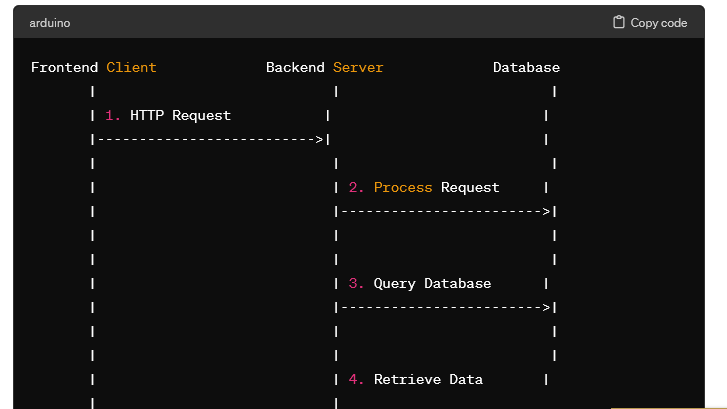 arduino Copy code
Frontend Client Backend Server Database
1. HTTP Request
2. Process Request
3. Query Database
4. Retrieve Data